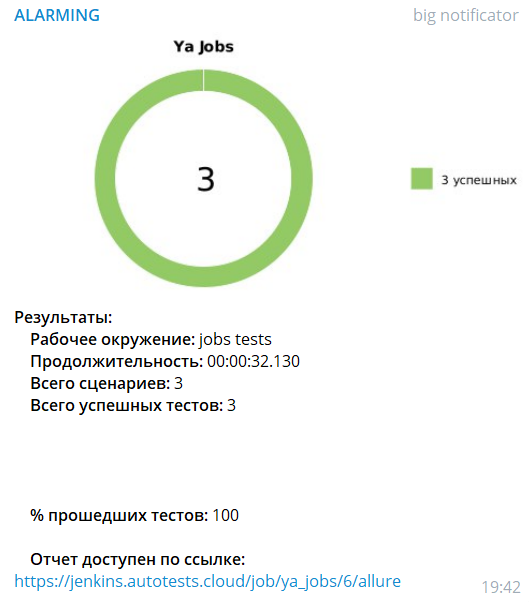 ALARMING big notificator
Ya Jobs
3
3 успешных
Результаты:
Рабочее окружение: jobs tests
Продолжительность: 00:00:32.130
Всего сценариев: 3
Всего успешных тестов: 3
% прошедших тестов: 100
Отчет доступен по ссылке:
https://jenkins.autotests.cloud/job/ya_jobs/6/allure
19:42